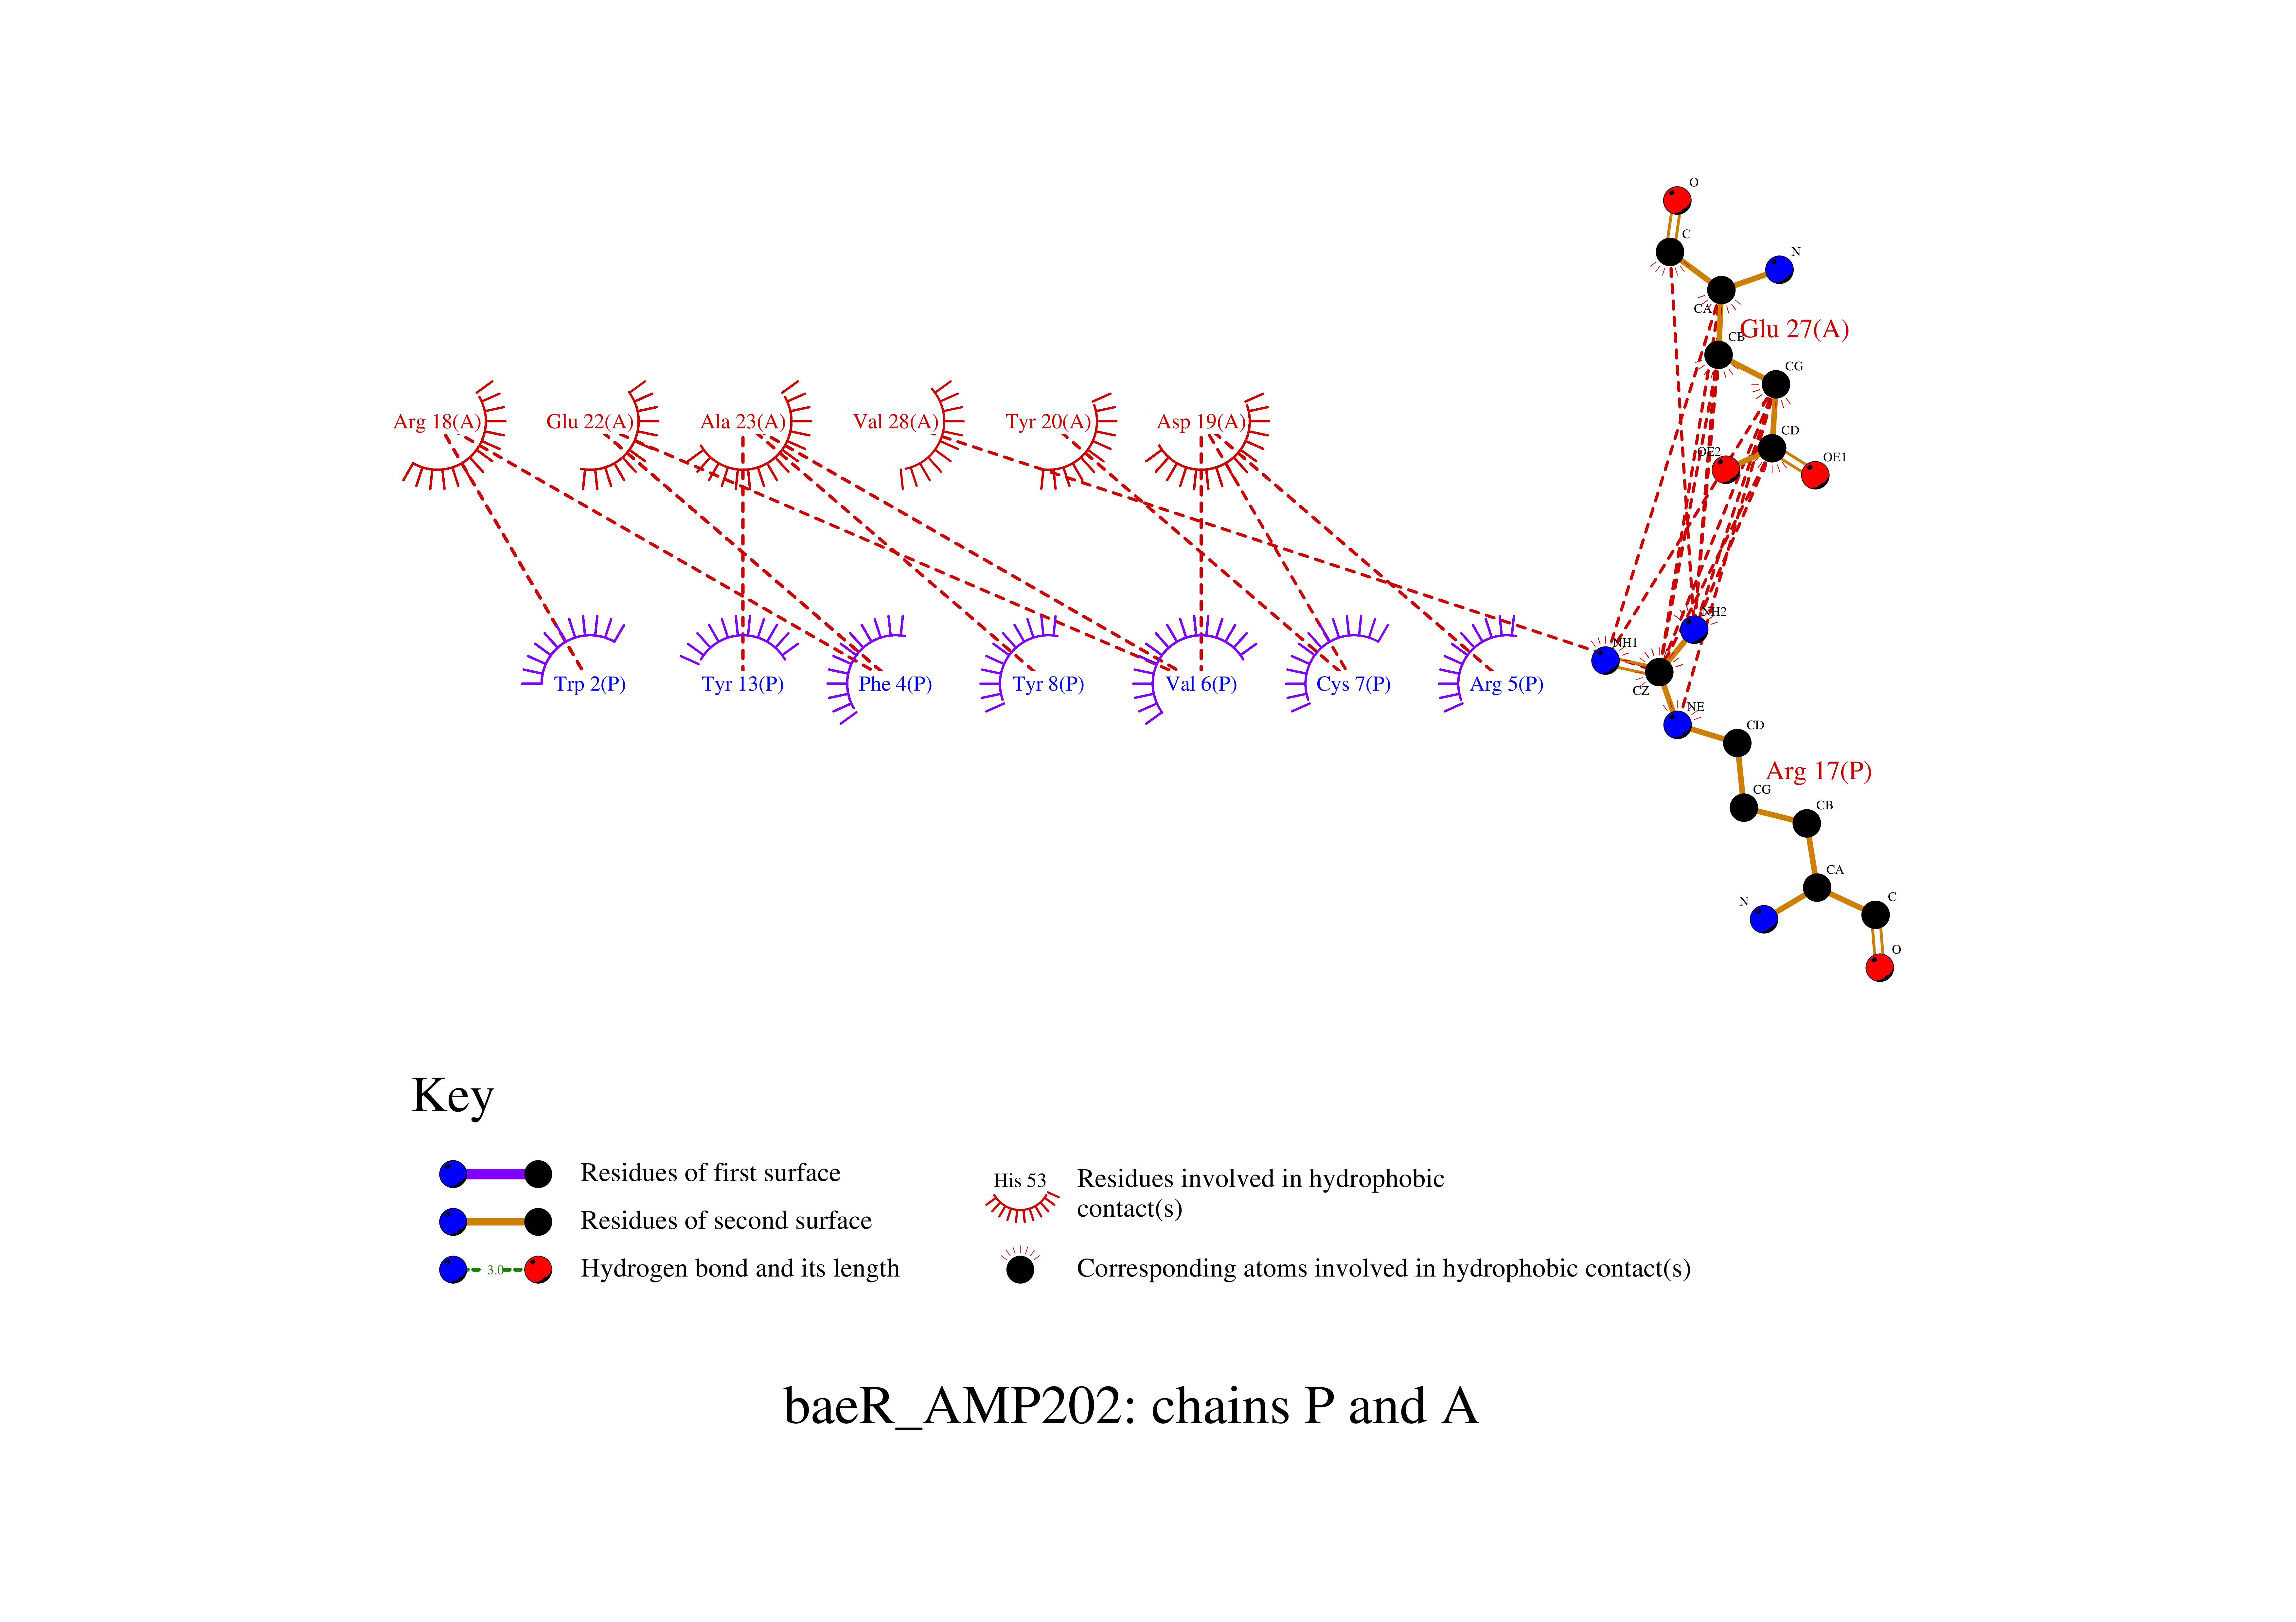 O
C
N
CA
Glu 27(A)
CB
CG
Arg 18(A) Glu 22(A) Ala 23(A) Val 28(A) Tyr 20(A) Asp 19(A)
CD
OE2
OE1
NH2
NH1
Trp 2(P) Tyr 13(P) Phe 4(P) Tyr 8(P) Val 6(P) Cys 7(P) Arg 5(P)
CZ
NE
CD
Arg 17(P)
CG
CB
CA
N
C
O
Key
Residues of first surface
Residues of second surface
3.0
Hydrogen bond and its length
His 53
Residues involved in hydrophobic
contact(s)
Corresponding atoms involved in hydrophobic contact(s)
baeR_AMP202: chains P and A